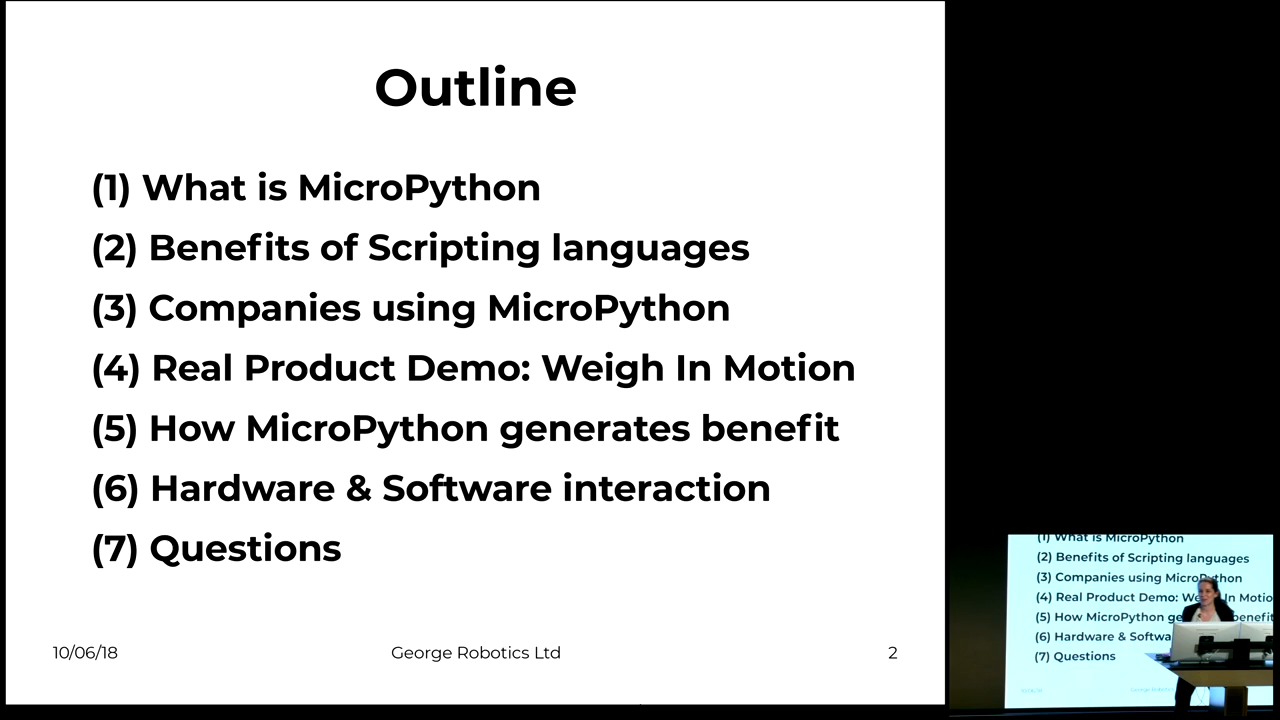 Outline
(1) What is MicroPython
(2) Benefits of Scripting languages
(3) Companies using MicroPython
(4) Real Product Demo: Weigh In Motion
(5) How MicroPython generates benefit
(6) Hardware & Software interaction
(7) Questions
10/06/18
George Robotics Ltd
2
(1) What is MicroPython
(2) Benefits of Scripting languages
(3) Companies using MicroPython
(4) Real Product Demo: In Motio
(5) How MicroPython benefit
(6) Hardware &
(7) Questions